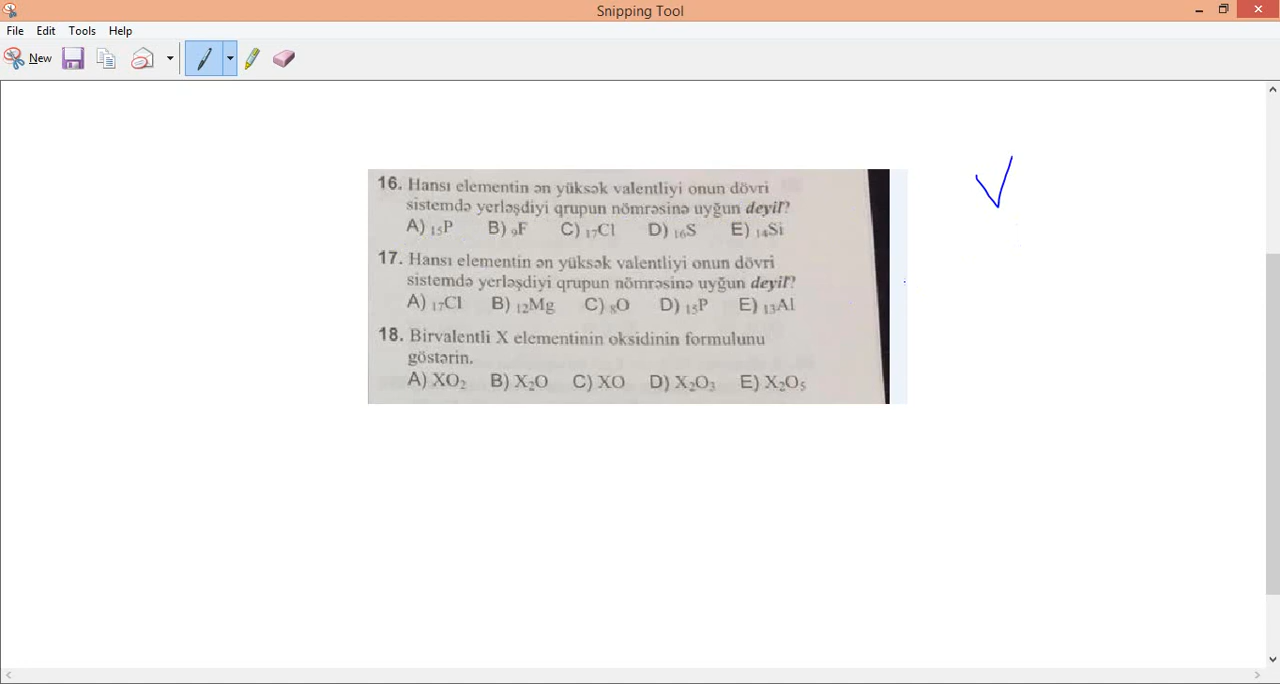 Snipping Tool
File Edit Tools Help
New
16. Hansı elementin ən yüksək valentliyi onun dövri
sistemdə yerləşdiyi qrupun nömrəsinə uyğun deyil?
A) ₁₅P B) ₉F C) ₁₇Cl D) ₁₆S E) ₁₄Si
17. Hansı elementin ən yüksək valentliyi onun dövri
sistemdə yerləşdiyi qrupun nömrəsinə uyğun deyil?
A) ₁₇Cl B) ₁₂Mg C) ₈O D) ₁₅P E) ₁₃Al
18. Birvalentli X elementinin oksidinin formulunu
göstərin.
A) XO₂ B) X₂O C) XO D) X₂O₃ E) X₂O₅